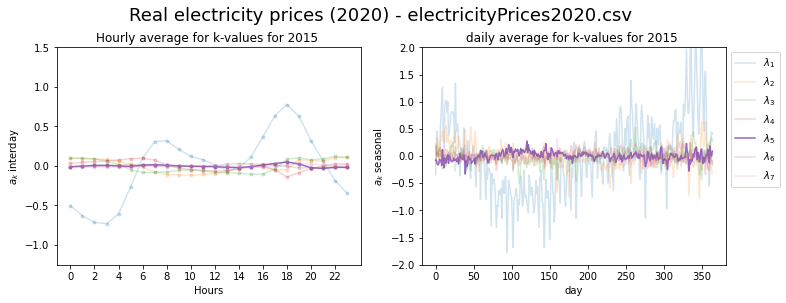 Real electricity prices (2020) - electricityPrices2020.csv
Hourly average for k-values for 2015
1.5
1.0
0.5
0.0
−0.5
−1.0
a_k interday
0 2 4 6 8 10 12 14 16 18 20 22
Hours
daily average for k-values for 2015
2.0
1.5
1.0
0.5
0.0
−0.5
−1.0
−1.5
−2.0
a_k seasonal
0 50 100 150 200 250 300 350
day
λ₁
λ₂
λ₃
λ₄
λ₅
λ₆
λ₇